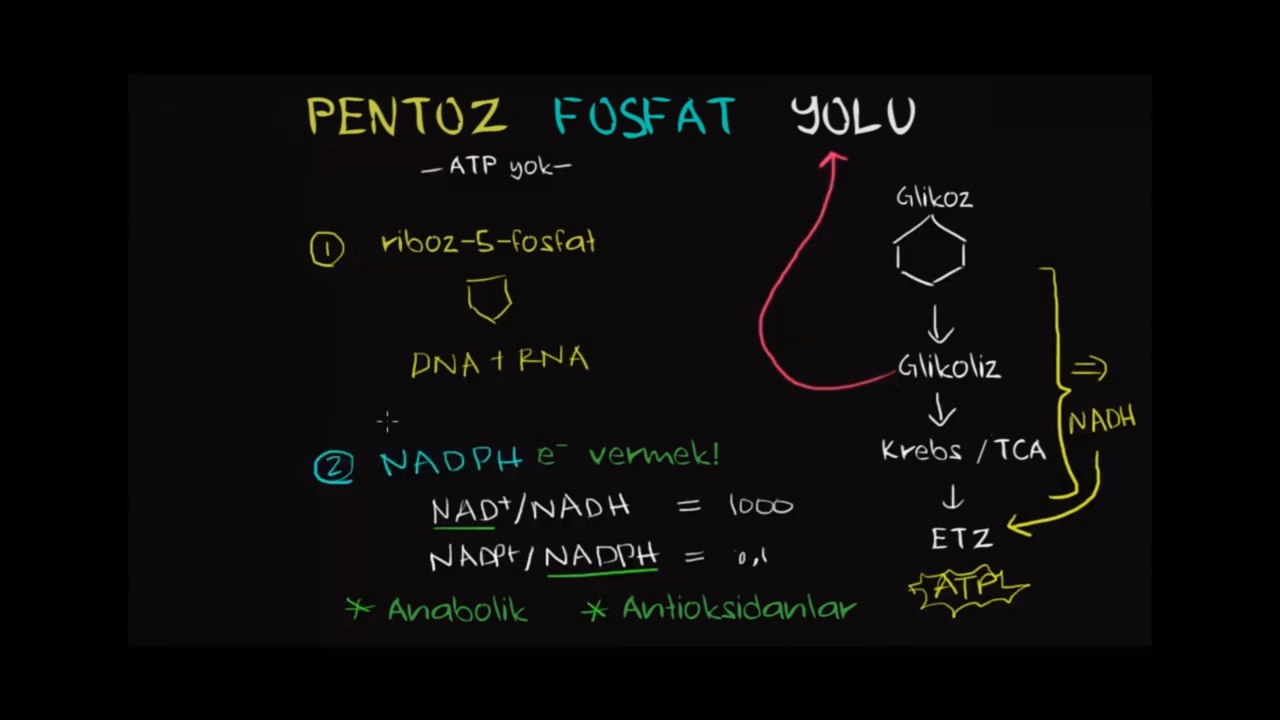 PENTOZ FOSFAT YOLU
– ATP yok –
① riboz-5-fosfat
DNA + RNA
② NADPH e⁻ vermek!
NAD⁺/NADH = 1000
NADP⁺/NADPH = 0,1
* Anabolik * Antioksidanlar
Glikoz
Glikoliz
Krebs / TCA
ETZ
ATP
⇒
NADH